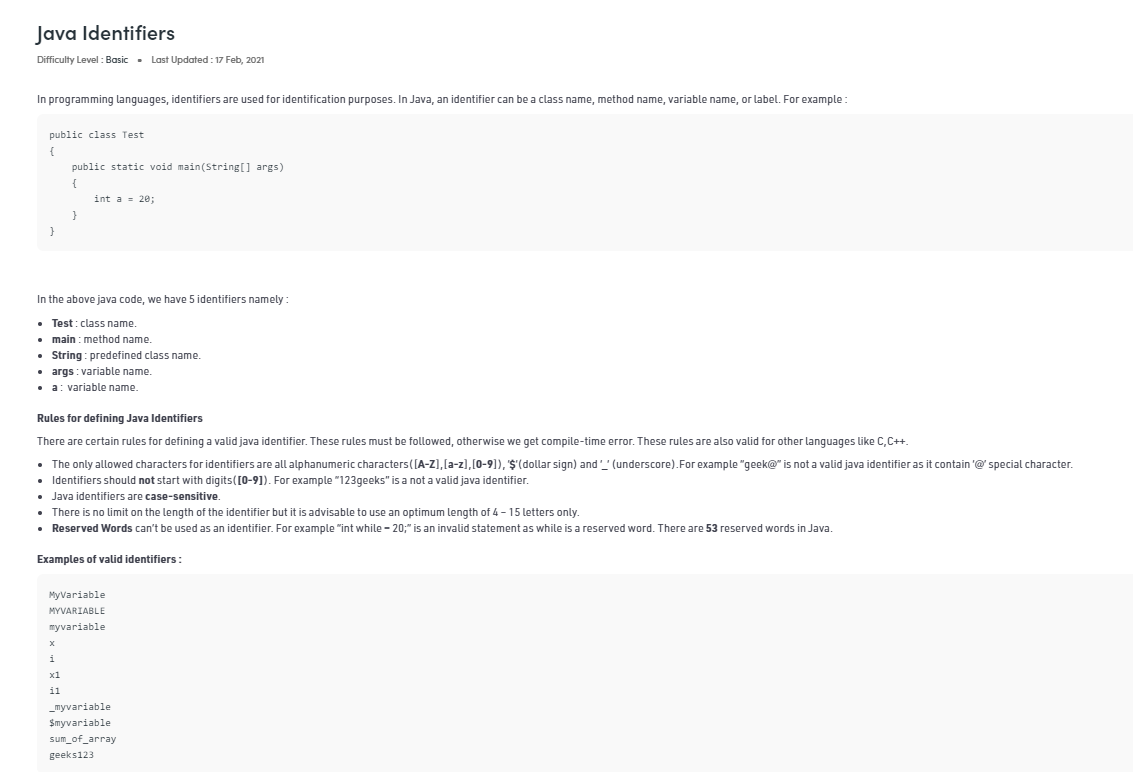 Java Identifiers
Difficulty Level : Basic ● Last Updated : 17 Feb, 2021
In programming languages, identifiers are used for identification purposes. In Java, an identifier can be a class name, method name, variable name, or label. For example :
public class Test
{
    public static void main(String[] args)
    {
        int a = 20;
    }
}
In the above java code, we have 5 identifiers namely :
● Test : class name.
● main : method name.
● String : predefined class name.
● args : variable name.
● a :  variable name.
Rules for defining Java Identifiers
There are certain rules for defining a valid java identifier. These rules must be followed, otherwise we get compile-time error. These rules are also valid for other languages like C,C++.
● The only allowed characters for identifiers are all alphanumeric characters([A-Z],[a-z],[0-9]), '$'(dollar sign) and '_' (underscore).For example “geek@” is not a valid java identifier as it contain ‘@’ special character.
● Identifiers should not start with digits([0-9]). For example “123geeks” is a not a valid java identifier.
● Java identifiers are case-sensitive.
● There is no limit on the length of the identifier but it is advisable to use an optimum length of 4 – 15 letters only.
● Reserved Words can’t be used as an identifier. For example “int while = 20;” is an invalid statement as while is a reserved word. There are 53 reserved words in Java.
Examples of valid identifiers :
MyVariable
MYVARIABLE
myvariable
x
i
x1
i1
_myvariable
$myvariable
sum_of_array
geeks123